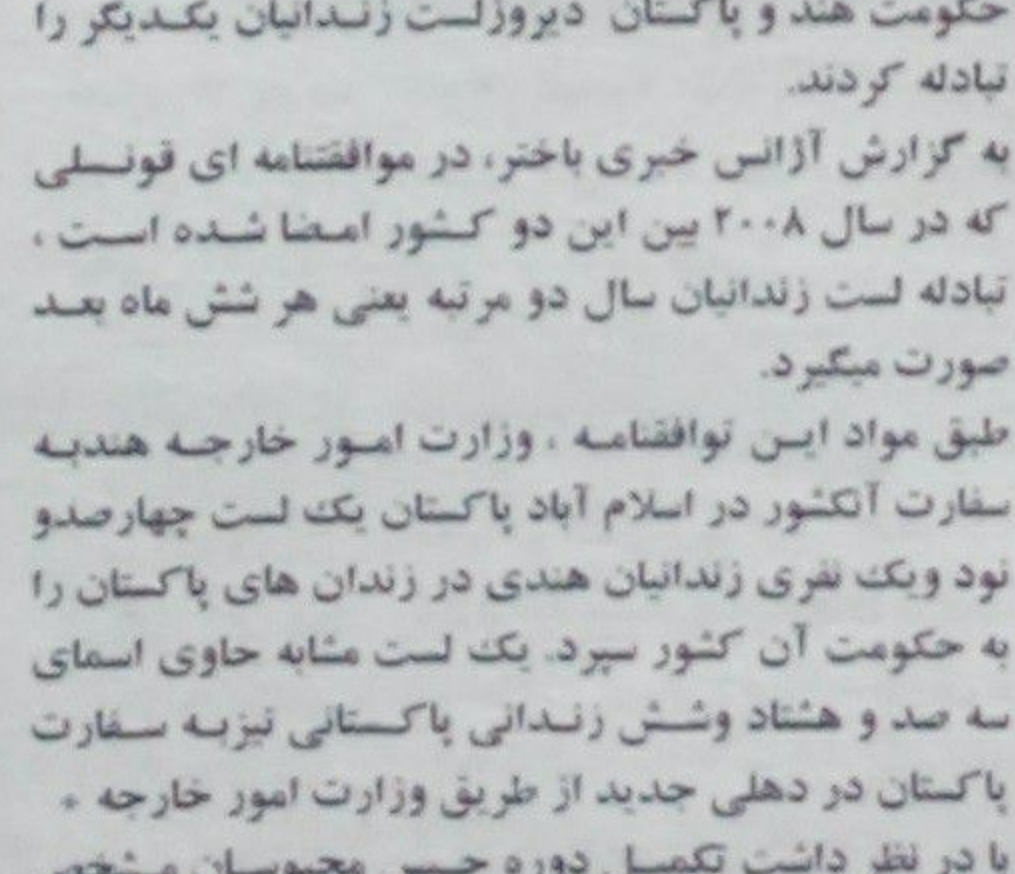 حکومت هند و پاکستان دیروزلست زندانیان یکدیگر را
تبادله کردند.
به گزارش آژانس خبری باختر، در موافقتنامه ای قونسلی
که در سال ۲۰۰۸ بین این دو کشور امضا شده است ،
تبادله لست زندانیان سال دو مرتبه یعنی هر شش ماه بعد
صورت میگیرد.
طبق مواد این توافقنامه ، وزارت امور خارجه هندبه
سفارت آنکشور در اسلام آباد پاکستان یک لست چهارصدو
نود ویک نفری زندانیان هندی در زندان های پاکستان را
به حکومت آن کشور سپرد. یک لست مشابه حاوی اسمای
سه صد و هشتاد وشش زندانی پاکستانی نیزبه سفارت
پاکستان در دهلی جدید از طریق وزارت امور خارجه *
با در نظر داشت تکمیل دوره حبس محبوسان مشخص